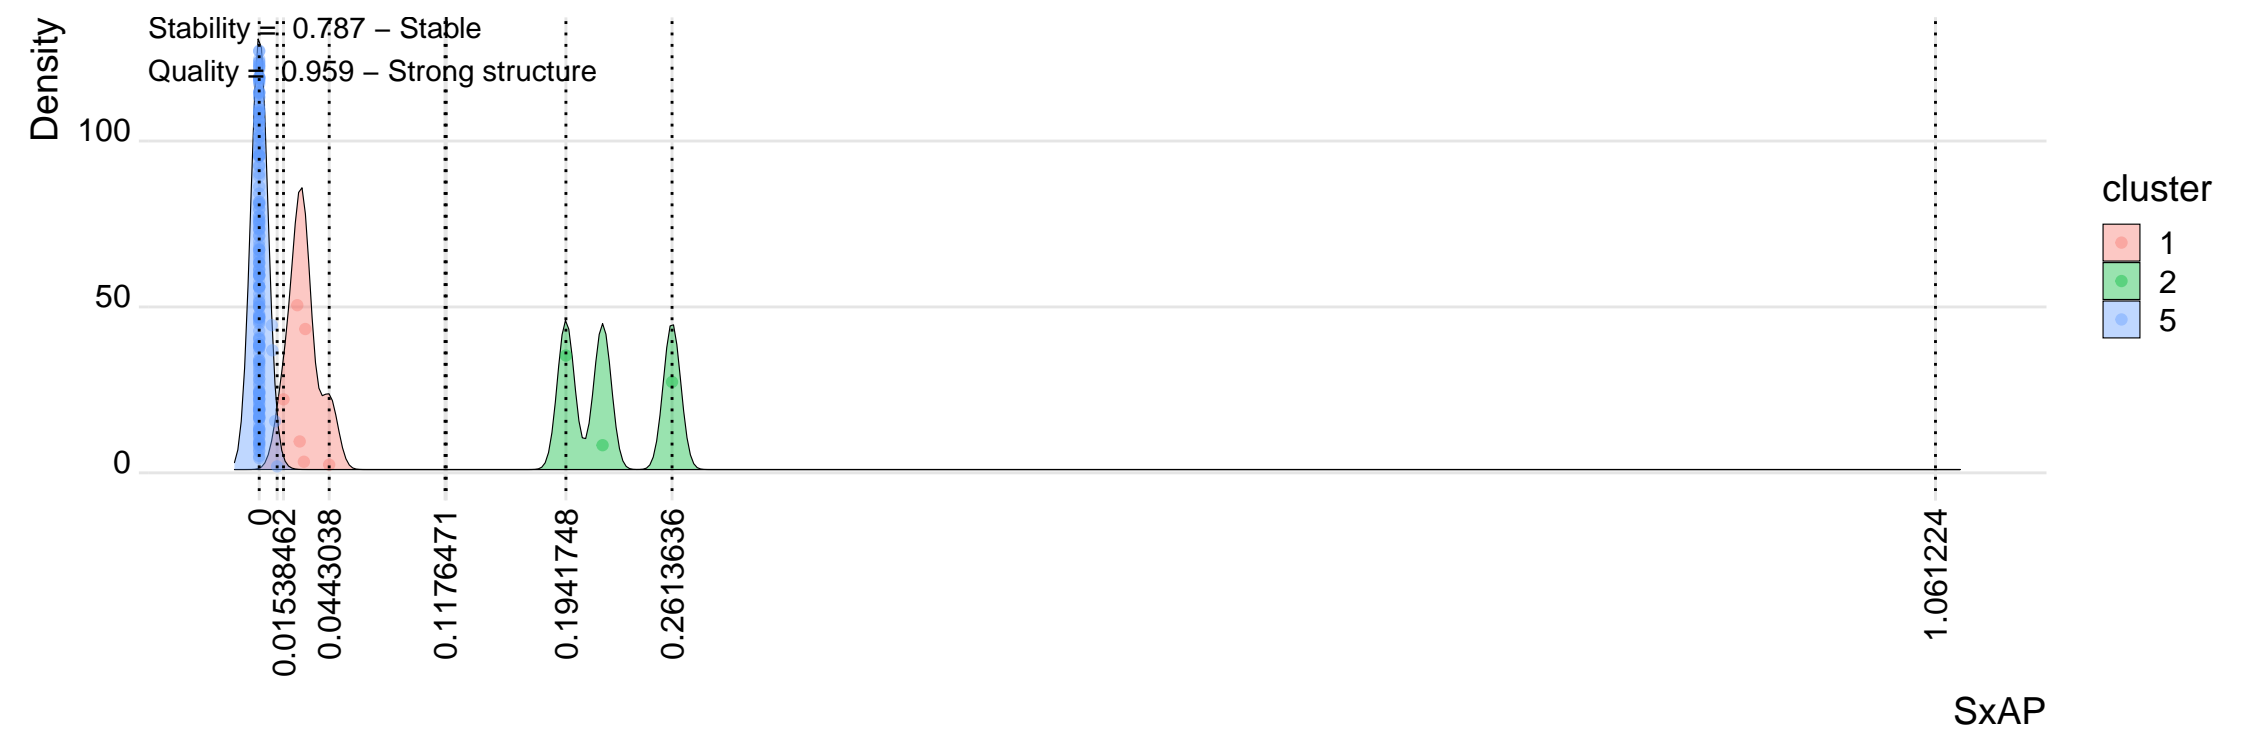 Stability = 0.787 – Stable
Quality = 0.959 – Strong structure
Density
100
50
0
0
0.01538462
0.0443038
0.1176471
0.1941748
0.26136364
1.061224
SxAP
cluster
1
2
5